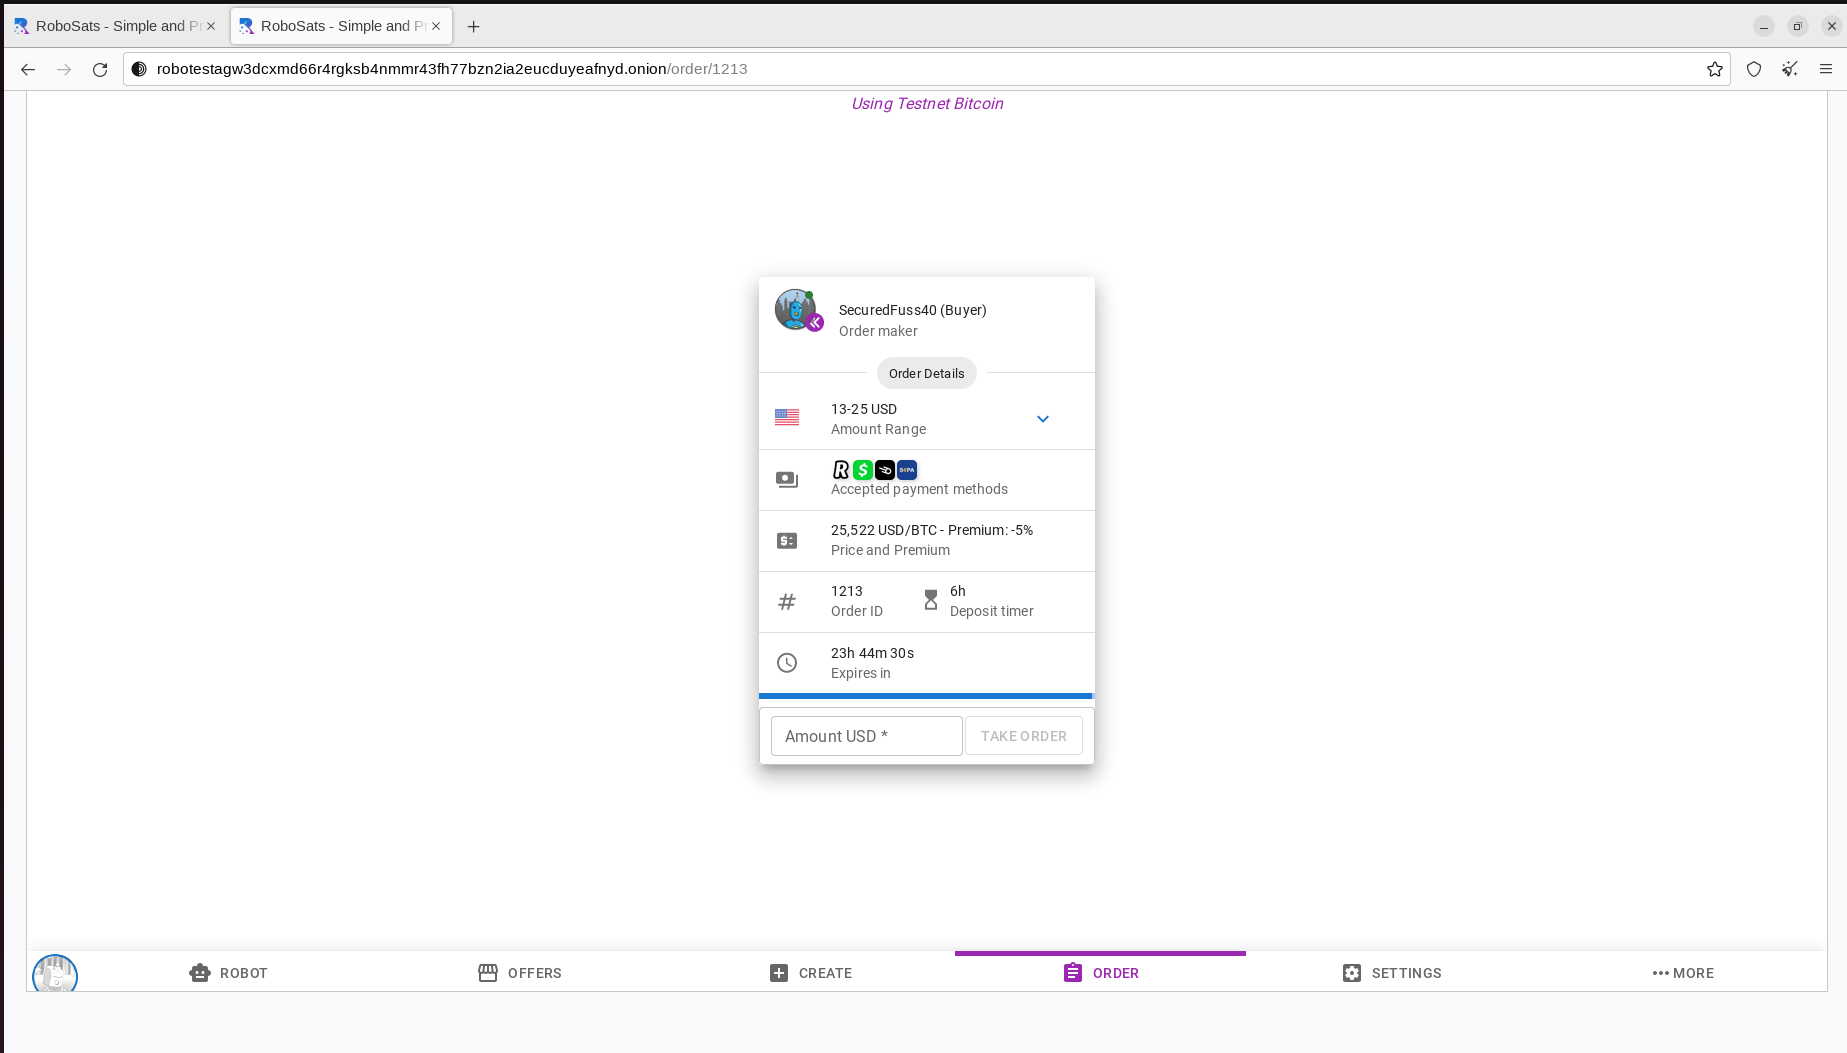 RoboSats - Simple and Pr
RoboSats - Simple and Pr
robotestagw3dcxmd66r4rgksb4nmmr43fh77bzn2ia2eucduyeafnyd.onion/order/1213
Using Testnet Bitcoin
SecuredFuss40 (Buyer)
Order maker
Order Details
13-25 USD
Amount Range
Accepted payment methods
25,522 USD/BTC - Premium: -5%
Price and Premium
1213
Order ID
6h
Deposit timer
23h 44m 30s
Expires in
Amount USD *
TAKE ORDER
ROBOT
OFFERS
CREATE
ORDER
SETTINGS
MORE